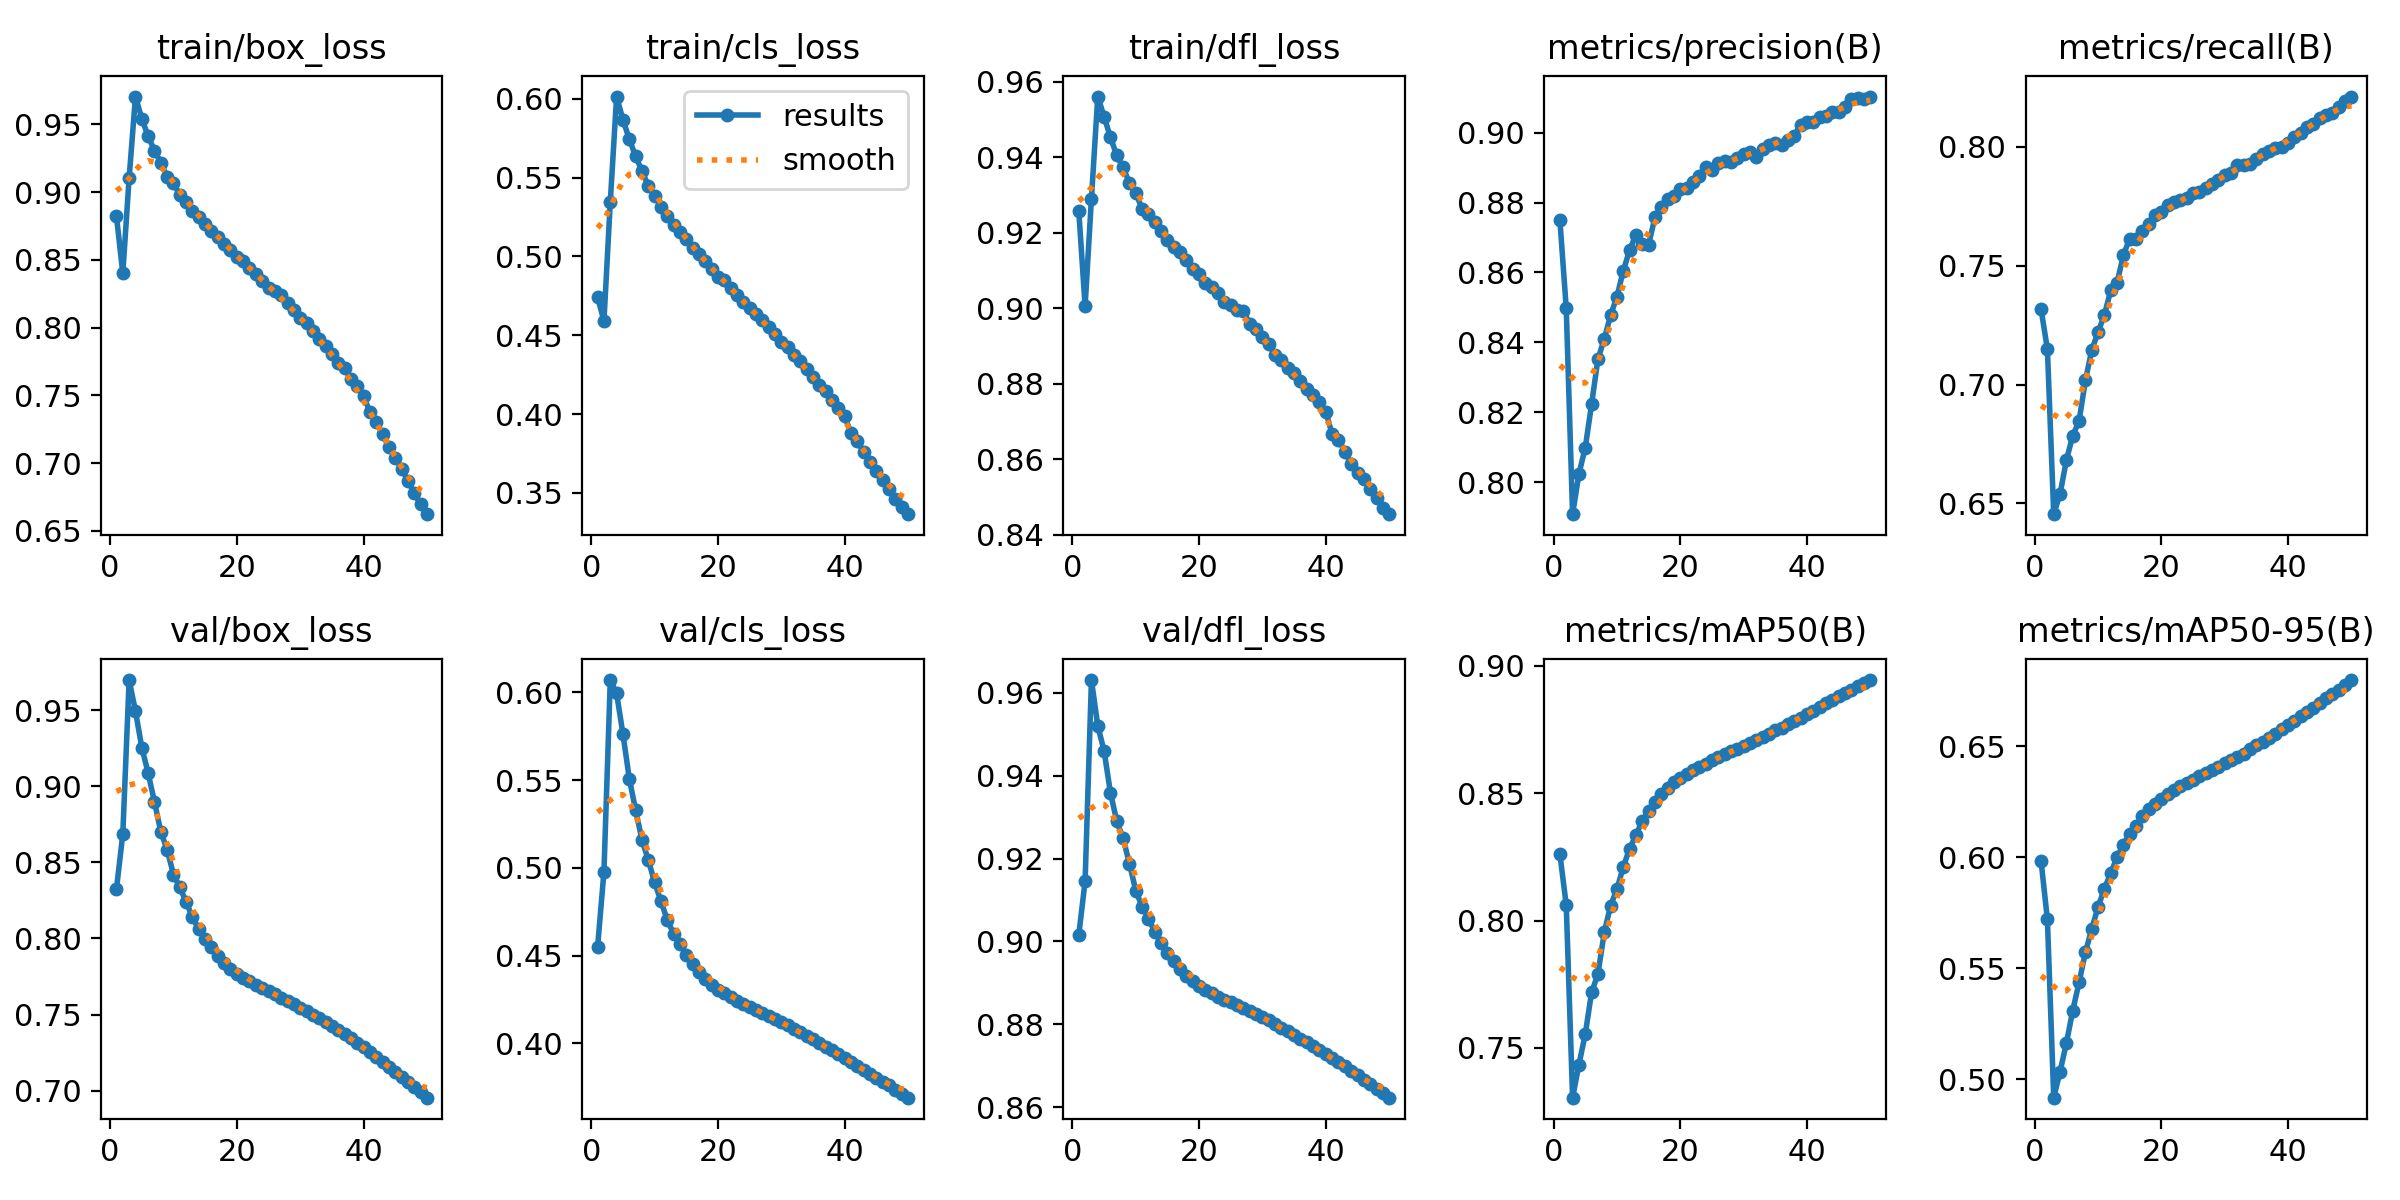 train/box_loss
0.95
0.90
0.85
0.80
0.75
0.70
0.65
0 20 40
train/cls_loss
results
smooth
0.60
0.55
0.50
0.45
0.40
0.35
0 20 40
train/dfl_loss
0.96
0.94
0.92
0.90
0.88
0.86
0.84
0 20 40
metrics/precision(B)
0.90
0.88
0.86
0.84
0.82
0.80
0 20 40
metrics/recall(B)
0.80
0.75
0.70
0.65
0 20 40
val/box_loss
0.95
0.90
0.85
0.80
0.75
0.70
0 20 40
val/cls_loss
0.60
0.55
0.50
0.45
0.40
0 20 40
val/dfl_loss
0.96
0.94
0.92
0.90
0.88
0.86
0 20 40
metrics/mAP50(B)
0.90
0.85
0.80
0.75
0 20 40
metrics/mAP50-95(B)
0.65
0.60
0.55
0.50
0 20 40